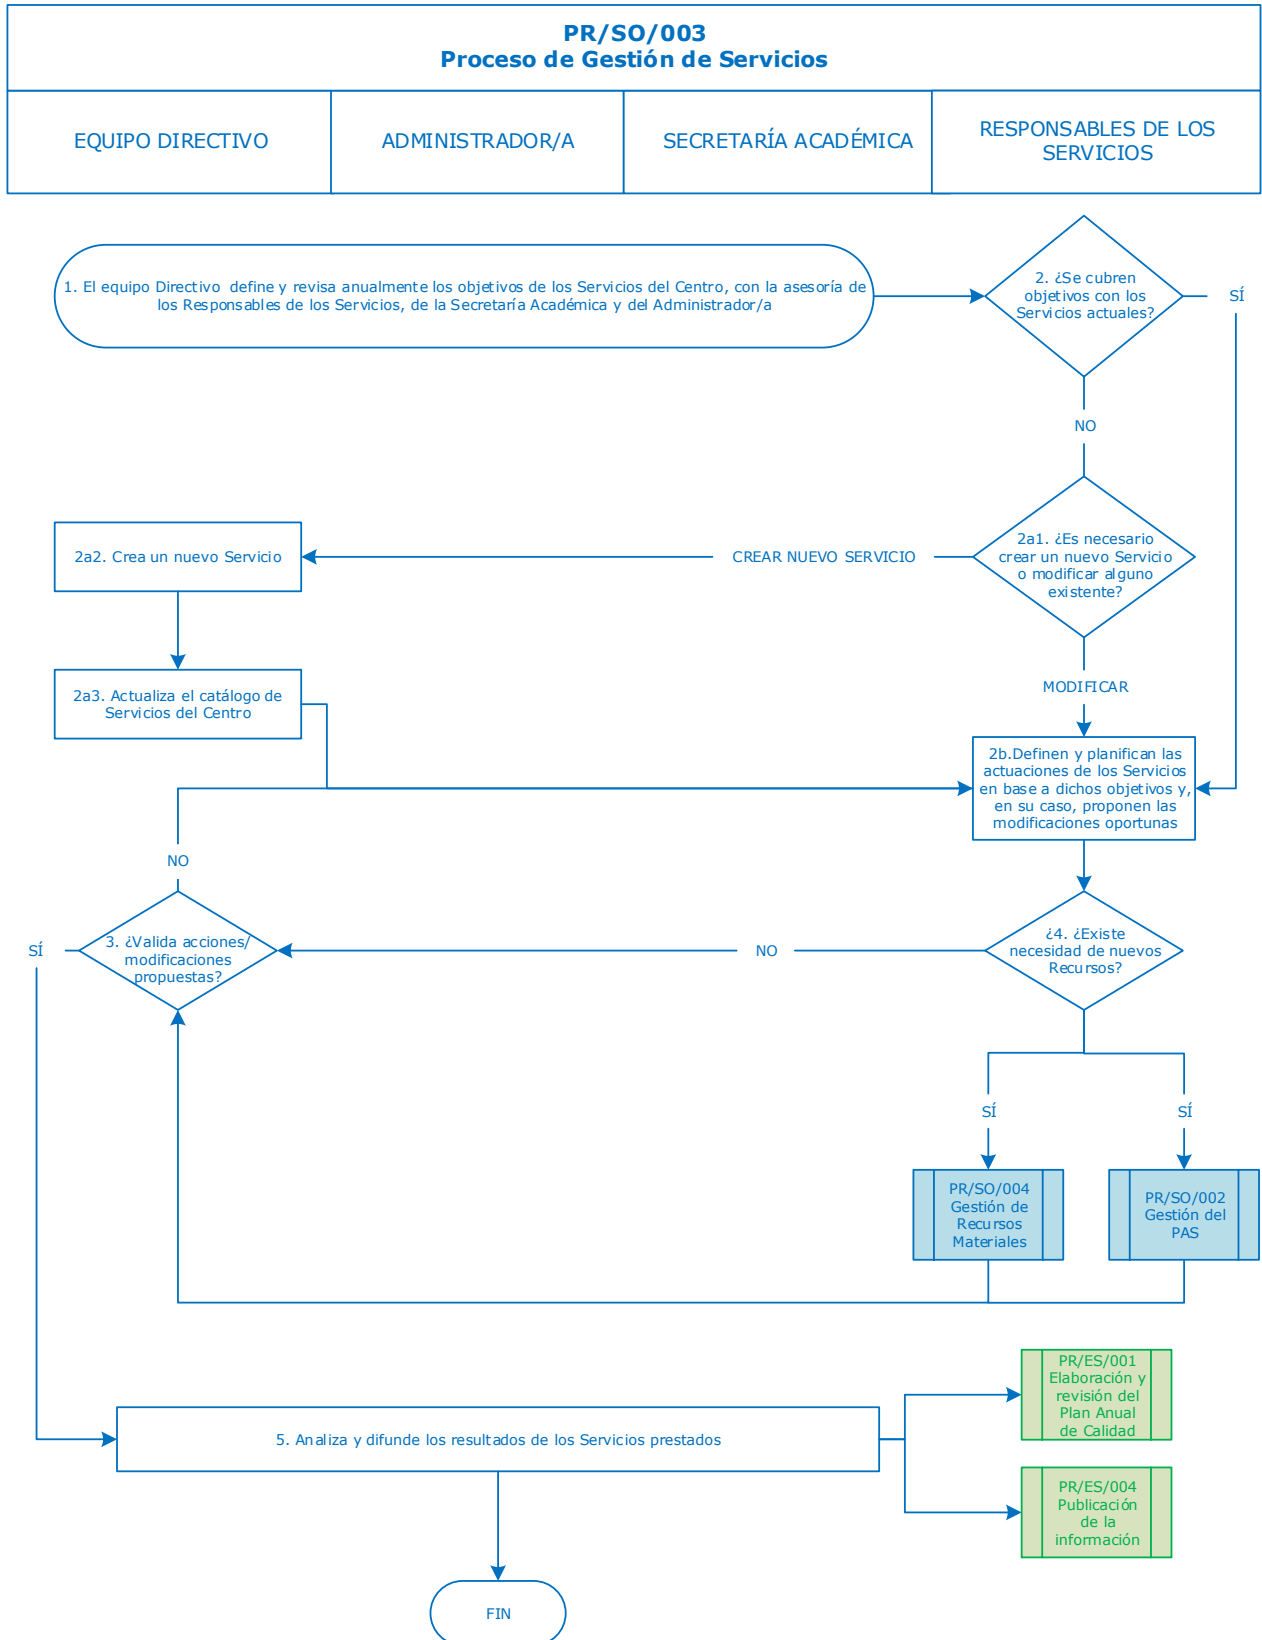 PR/SO/003
Proceso de Gestión de Servicios
EQUIPO DIRECTIVO
ADMINISTRADOR/A
SECRETARÍA ACADÉMICA
RESPONSABLES DE LOS
SERVICIOS
1. El equipo Directivo define y revisa anualmente los objetivos de los Servicios del Centro, con la asesoría de
los Responsables de los Servicios, de la Secretaría Académica y del Administrador/a
2. ¿Se cubren
objetivos con los
Servicios actuales?
SÍ
NO
2a1. ¿Es necesario
crear un nuevo Servicio
o modificar alguno
existente?
CREAR NUEVO SERVICIO
2a2. Crea un nuevo Servicio
MODIFICAR
2a3. Actualiza el catálogo de
Servicios del Centro
2b.Definen y planifican las
actuaciones de los Servicios
en base a dichos objetivos y,
en su caso, proponen las
modificaciones oportunas
NO
3. ¿Valida acciones/
modificaciones
propuestas?
SÍ
NO
¿4. ¿Existe
necesidad de nuevos
Recursos?
SÍ
SÍ
PR/SO/004
Gestión de
Recursos
Materiales
PR/SO/002
Gestión del
PAS
PR/ES/001
Elaboración y
revisión del
Plan Anual
de Calidad
5. Analiza y difunde los resultados de los Servicios prestados
PR/ES/004
Publicación
de la
información
FIN